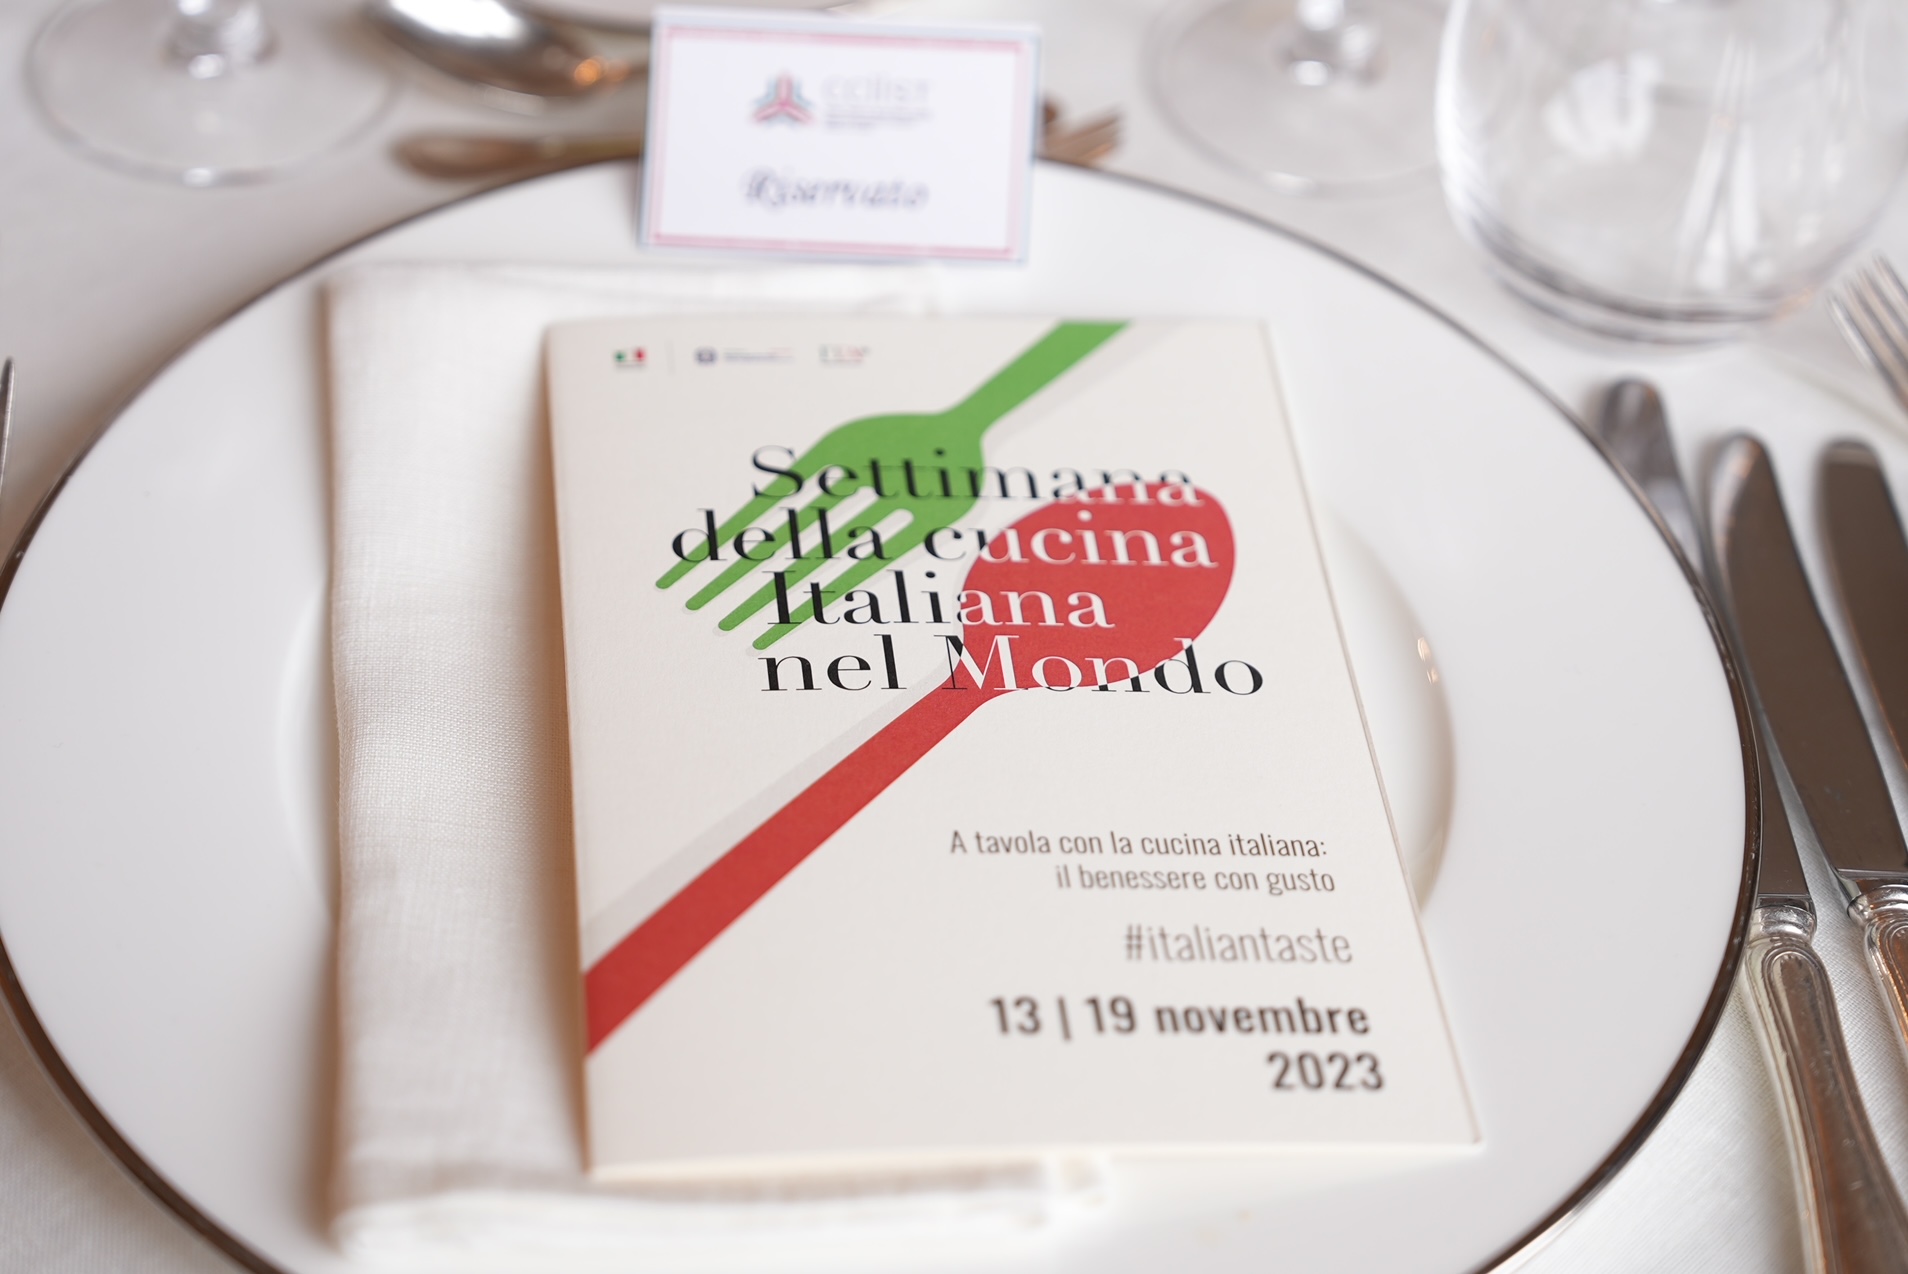 Riservato
Settimana
della cucina
Italiana
nel Mondo
A tavola con la cucina italiana:
il benessere con gusto
#italiantaste
13 | 19 novembre
2023